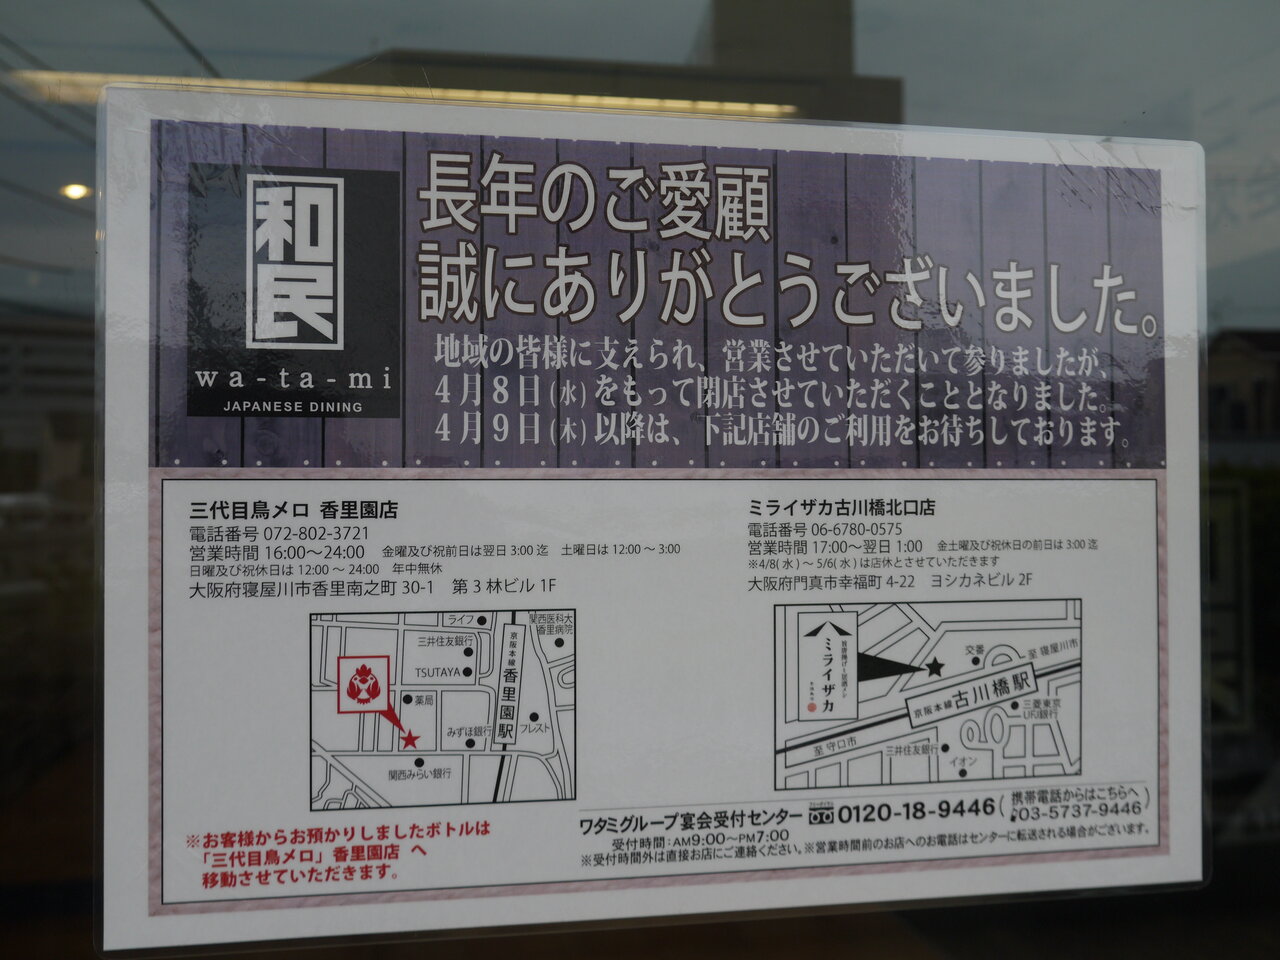 和民
wa-ta-mi
JAPANESE DINING
長年のご愛顧
誠にありがとうございました。
地域の皆様に支えられ、営業させていただいて参りましたが、
4月8日(水)をもって閉店させていただくこととなりました。
4月9日(木)以降は、下記店舗のご利用をお待ちしております。
三代目鳥メロ 香里園店
電話番号 072-802-3721
営業時間 16:00～24:00 金曜及び祝前日は翌日 3:00 迄 土曜日は 12:00～3:00
日曜及び祝休日は 12:00～24:00 年中無休
大阪府寝屋川市香里南之町 30-1 第3林ビル 1F
ライフ
関西医科大
香里病院
三井住友銀行
TSUTAYA
京阪本線 香里園駅
薬局
みずほ銀行
フレスト
関西みらい銀行
※お客様からお預かりしましたボトルは
「三代目鳥メロ」香里園店 へ
移動させていただきます。
ミライザカ古川橋北口店
電話番号 06-6780-0575
営業時間 17:00～翌日 1:00 金土曜及び祝休日の前日は 3:00 迄
※4/8(水)～5/6(水)は店休とさせていただきます
大阪府門真市幸福町 4-22 ヨシカネビル 2F
ミライザカ
交番
至 寝屋川市
京阪本線 古川橋駅
三菱東京
UFJ銀行
至 守口市
三井住友銀行
イオン
ワタミグループ宴会受付センター 0120-18-9446
(携帯電話からはこちらへ
03-5737-9446)
受付時間:AM9:00～PM7:00
※受付時間外は直接お店にご連絡ください。※営業時間前のお店へのお電話はセンターに転送される場合がございます。